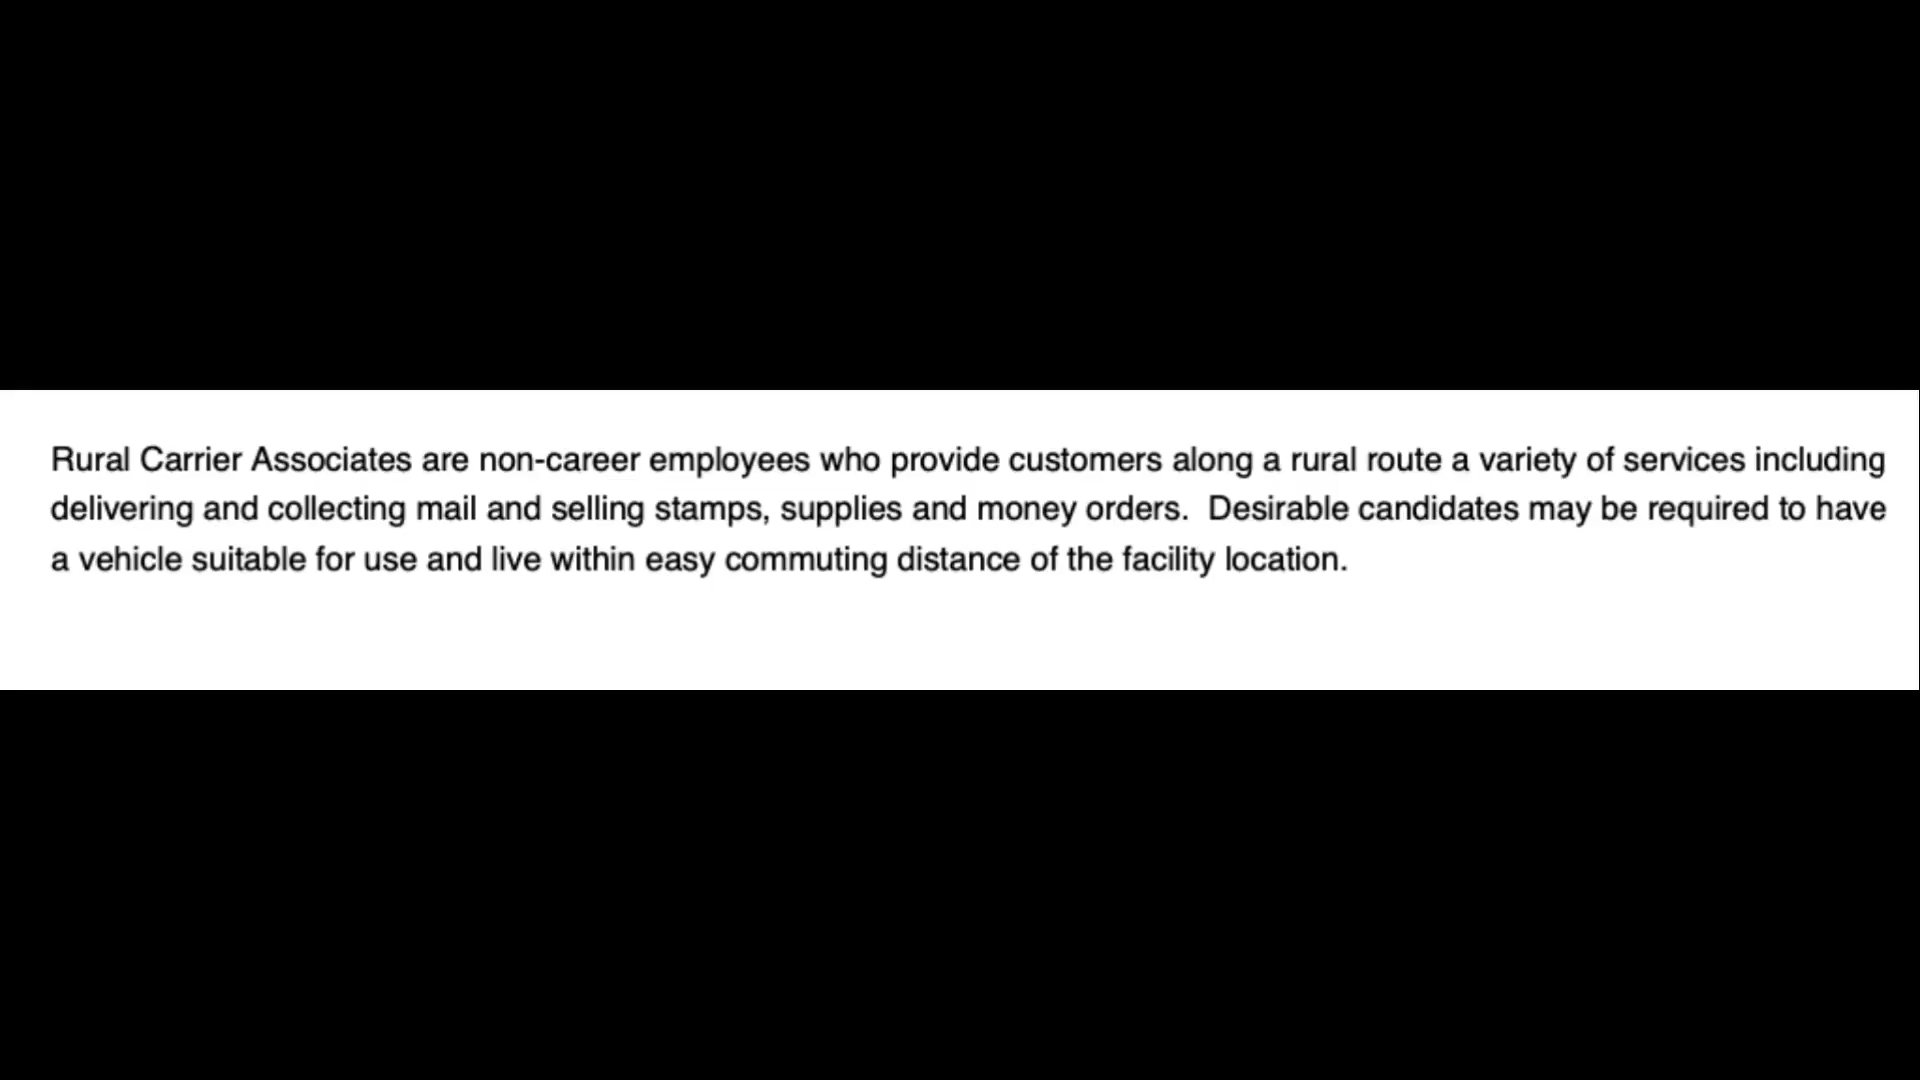 Rural Carrier Associates are non-career employees who provide customers along a rural route a variety of services including
delivering and collecting mail and selling stamps, supplies and money orders.  Desirable candidates may be required to have
a vehicle suitable for use and live within easy commuting distance of the facility location.